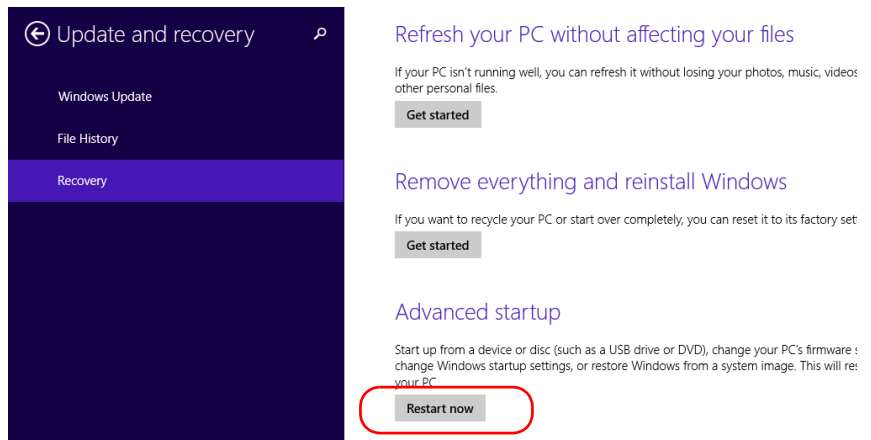 Update and recovery
Windows Update
File History
Recovery
Refresh your PC without affecting your files
If your PC isn't running well, you can refresh it without losing your photos, music, videos
other personal files.
Get started
Remove everything and reinstall Windows
If you want to recycle your PC or start over completely, you can reset it to its factory set
Get started
Advanced startup
Start up from a device or disc (such as a USB drive or DVD), change your PC's firmware s
change Windows startup settings, or restore Windows from a system image. This will res
your PC.
Restart now